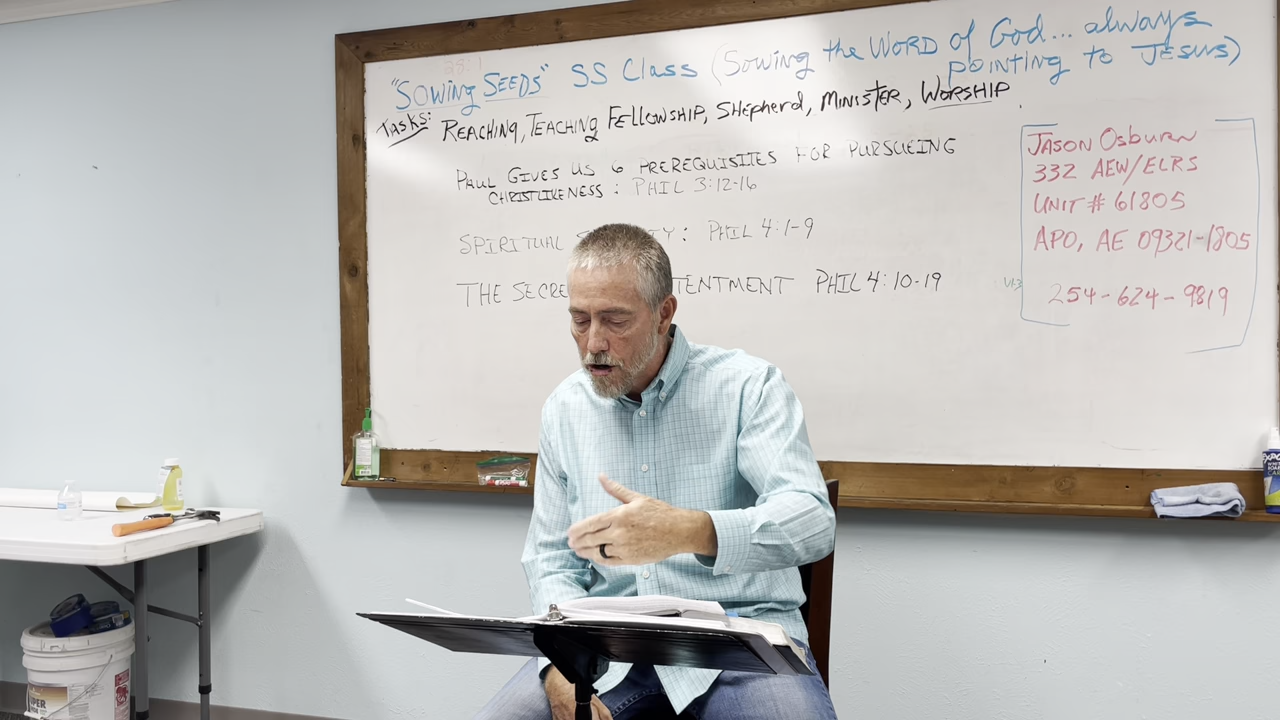 "SOWING SEEDS" SS Class (Sowing the WORD of God... always
pointing to JESUS)
TASKS: REACHING, TEACHING FELLOWSHIP, SHepherd, MINISTER, WORSHIP.
PAUL GIVES US 6 PREREQUISITES FOR PURSUEING
CHRISTLIKENESS: PHIL 3:12-16
SPIRITUAL : PHIL 4:1-9
THE PHIL 4:10-19
JASON OSBURN
332 AEW/ELRS
UNIT # 61805
APO, AE 09321-1805
254-624-9819